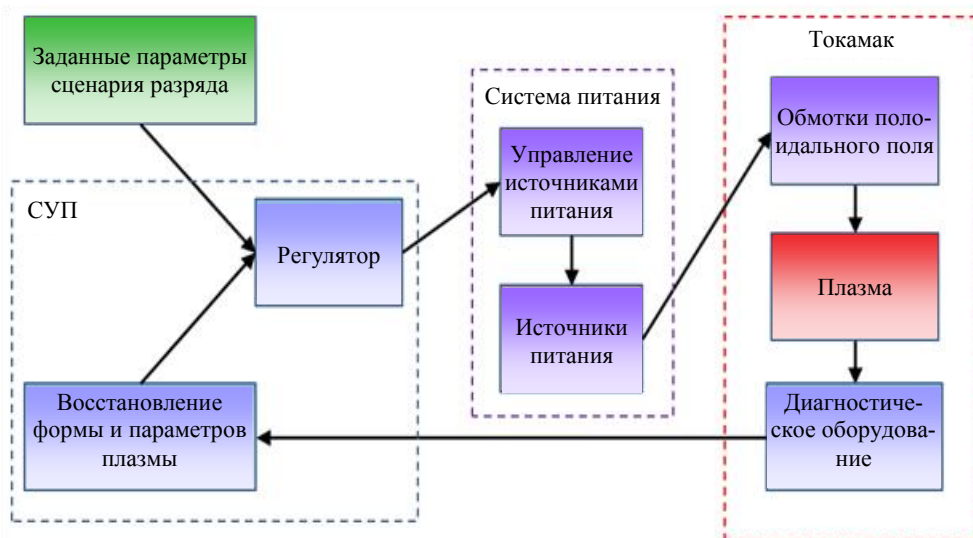 Заданные параметры
сценария разряда
СУП
Регулятор
Восстановление
формы и параметров
плазмы
Система питания
Управление
источниками
питания
Источники
питания
Токамак
Обмотки поло-
идального поля
Плазма
Диагностиче-
ское оборудова-
ние